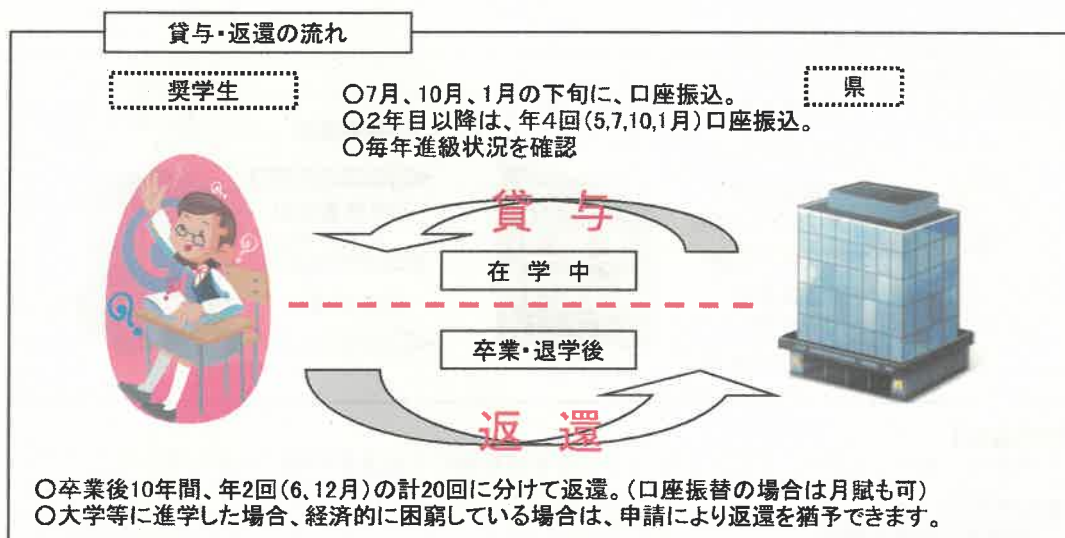 貸与・返還の流れ
奨学生
県
○7月、10月、1月の下旬に、口座振込。
○2年目以降は、年4回(5,7,10,1月)口座振込。
○毎年進級状況を確認
貸 与
在 学 中
卒業・退学後
返 還
○卒業後10年間、年2回(6、12月)の計20回に分けて返還。(口座振替の場合は月賦も可)
○大学等に進学した場合、経済的に困窮している場合は、申請により返還を猶予できます。